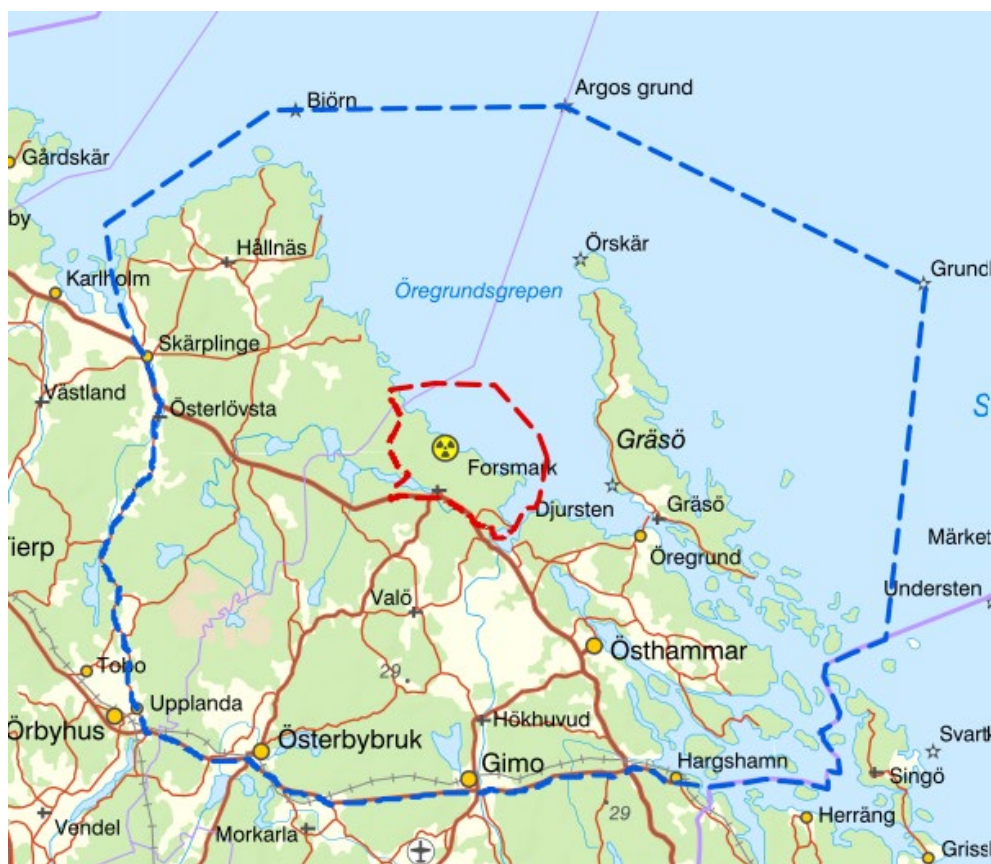 Björn
Argos grund
Gårdskär
by
Hållnäs
Örskär
Karlholm
Grundl
Öregrundsgrepen
Skärplinge
Västland
Österlövsta
S
Gräsö
Forsmark
Djursten
Gräsö
Märket
Tierp
Öregrund
Understen
Valö
Östhammar
Tobo
29
Upplanda
Hökhuvud
Örbyhus
Österbybruk
Svartk
Gimo
Hargshamn
Singö
Vendel
Morkarla
29
Herräng
Grissl